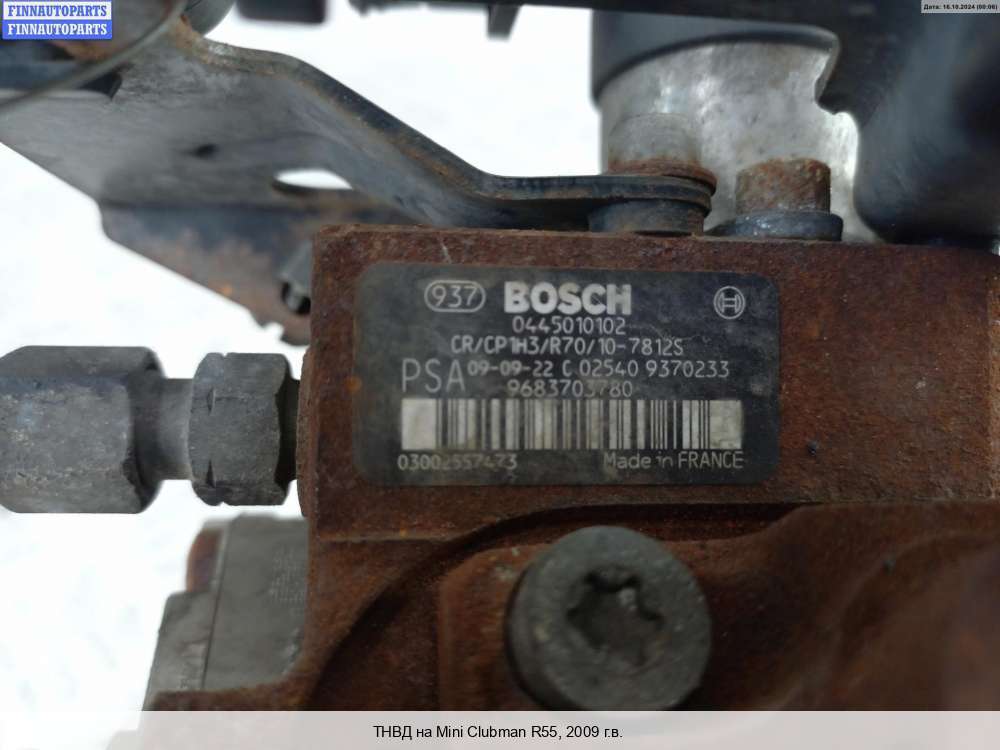 FINNAUTOPARTS
FINNAUTOPARTS
Дата: 16.10.2024 (00:06)
937 BOSCH
0445010102
CR/CP1H3/R70/10-7812S
PSA 09-09-22 C 02540 9370233
9683703780
03002557473
Made in FRANCE
ТНВД на Mini Clubman R55, 2009 г.в.